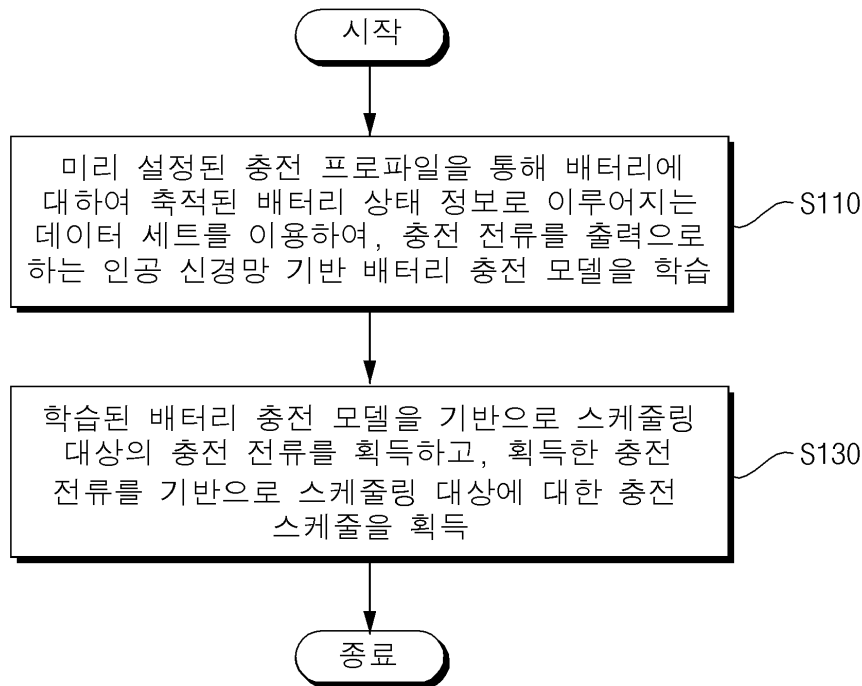 시작
미리 설정된 충전 프로파일을 통해 배터리에
대하여 축적된 배터리 상태 정보로 이루어지는
데이터 세트를 이용하여, 충전 전류를 출력으로
하는 인공 신경망 기반 배터리 충전 모델을 학습
S110
학습된 배터리 충전 모델을 기반으로 스케줄링
대상의 충전 전류를 획득하고, 획득한 충전
전류를 기반으로 스케줄링 대상에 대한 충전
스케줄을 획득
S130
종료